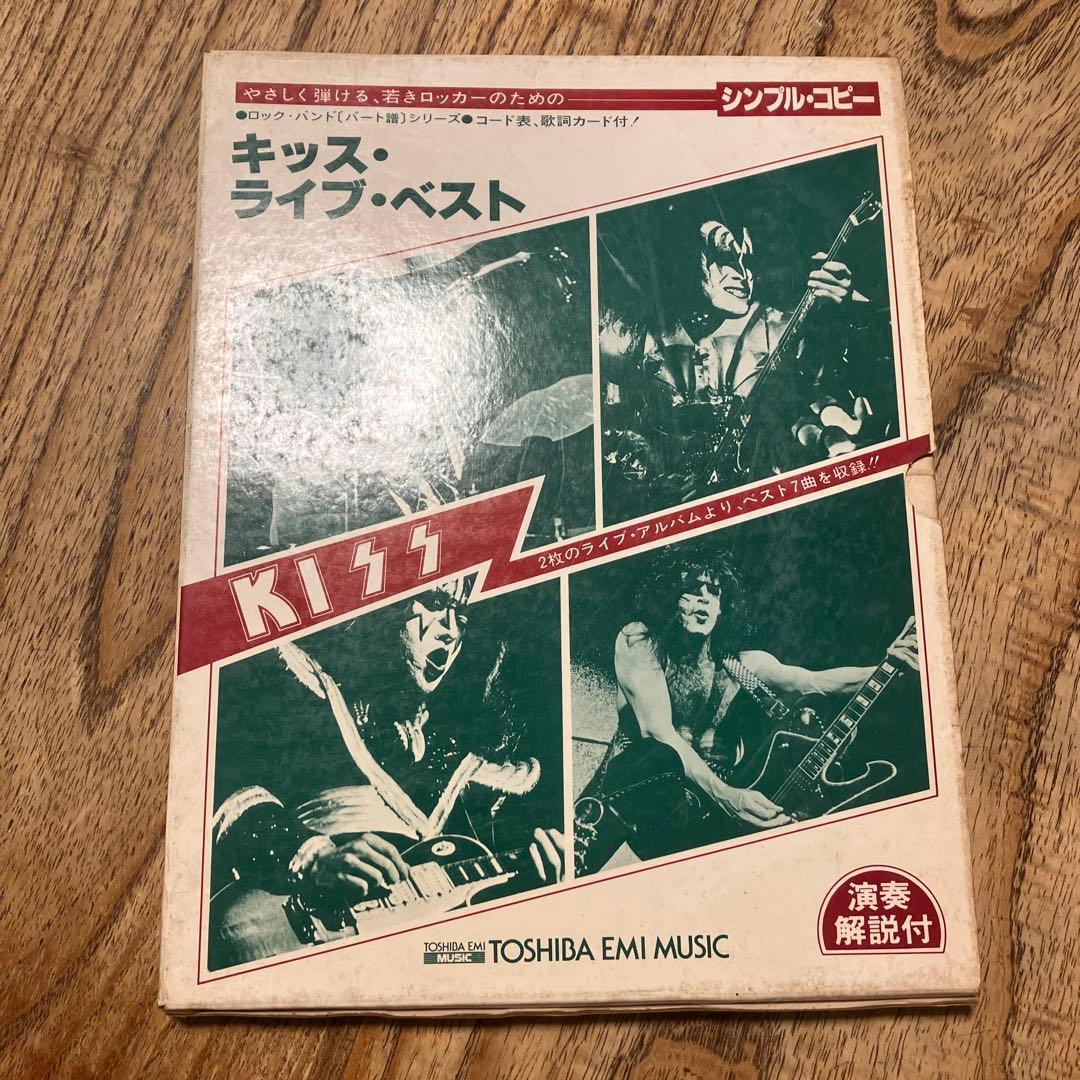 やさしく弾ける、若きロッカーのための
シンプル・コピー
●ロック・バンド〔パート譜〕シリーズ●コード表、歌詞カード付!
キッス・
ライブ・ベスト
KISS
2枚のライブ・アルバムより、ベスト7曲を収録!!
演奏
解説付
TOSHIBA EMI
MUSIC
TOSHIBA EMI MUSIC